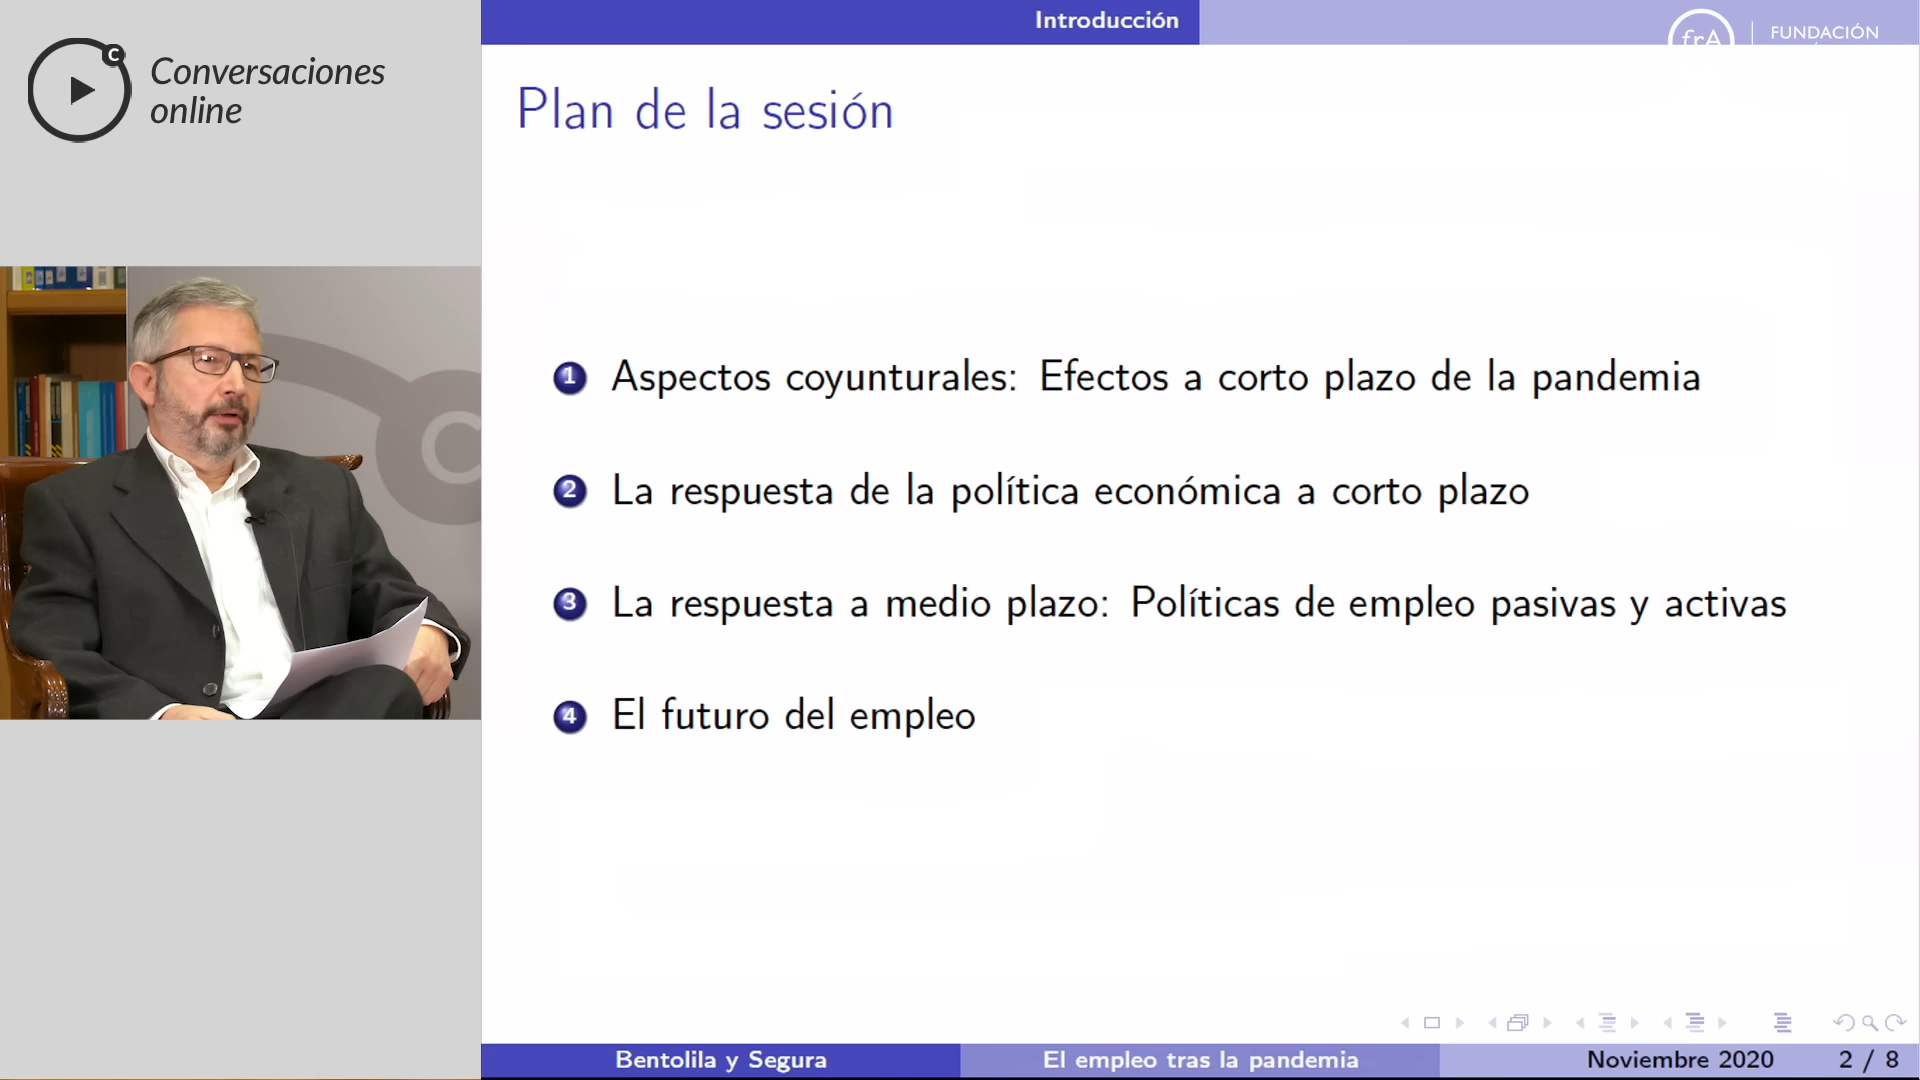 Conversaciones
online
Introducción
frA
FUNDACIÓN
Plan de la sesión
1 Aspectos coyunturales: Efectos a corto plazo de la pandemia
2 La respuesta de la política económica a corto plazo
3 La respuesta a medio plazo: Políticas de empleo pasivas y activas
4 El futuro del empleo
Bentolila y Segura
El empleo tras la pandemia
Noviembre 2020
2 / 8